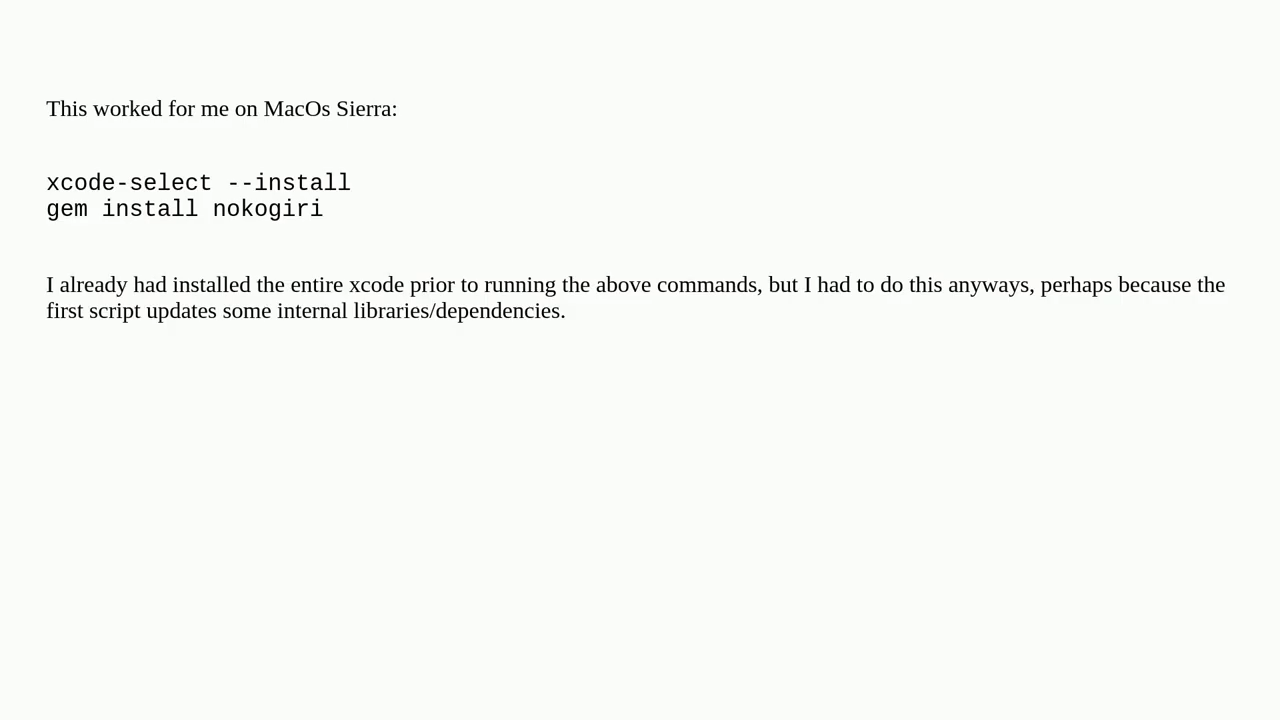 This worked for me on MacOs Sierra:
xcode-select --install
gem install nokogiri
I already had installed the entire xcode prior to running the above commands, but I had to do this anyways, perhaps because the
first script updates some internal libraries/dependencies.